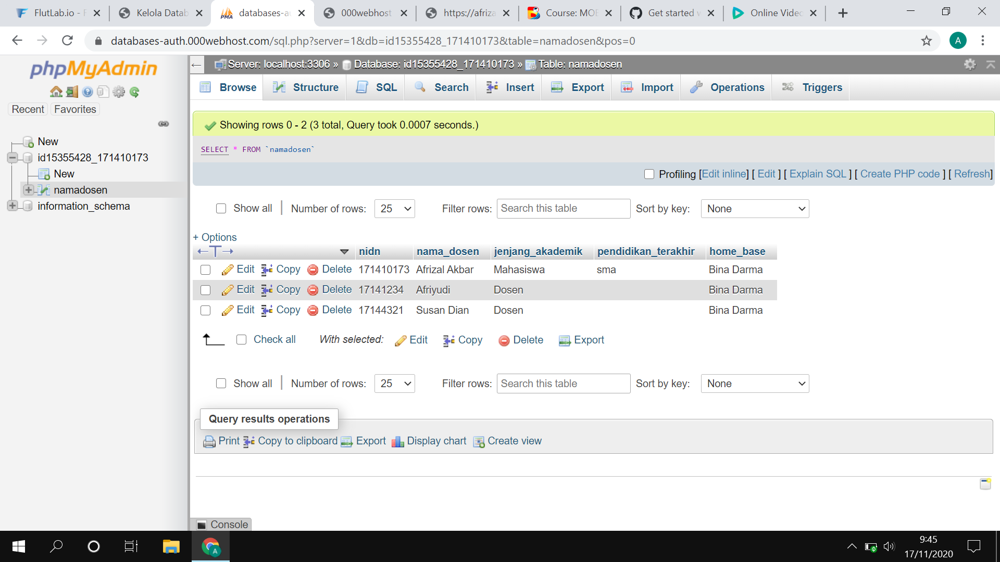 FlutLab.io - F
Kelola Datab
databases-au
000webhost
https://afriza
Course: MOB
Get started w
Online Video
A
databases-auth.000webhost.com/sql.php?server=1&db=id15355428_171410173&table=namadosen&pos=0
phpMyAdmin
Recent Favorites
New
id15355428_171410173
New
namadosen
information_schema
Server: localhost:3306 » Database: id15355428_171410173 » Table: namadosen
Browse Structure SQL Search Insert Export Import Operations Triggers
Showing rows 0 - 2 (3 total, Query took 0.0007 seconds.)
SELECT * FROM `namadosen`
Profiling [Edit inline] [ Edit ] [ Explain SQL ] [ Create PHP code ] [ Refresh]
Show all Number of rows: 25 Filter rows: Search this table Sort by key: None
+ Options
←T→ nidn nama_dosen jenjang_akademik pendidikan_terakhir home_base
Edit Copy Delete 171410173 Afrizal Akbar Mahasiswa sma Bina Darma
Edit Copy Delete 17141234 Afriyudi Dosen Bina Darma
Edit Copy Delete 17144321 Susan Dian Dosen Bina Darma
Check all With selected: Edit Copy Delete Export
Show all Number of rows: 25 Filter rows: Search this table Sort by key: None
Query results operations
Print Copy to clipboard Export Display chart Create view
Console
9:45
17/11/2020